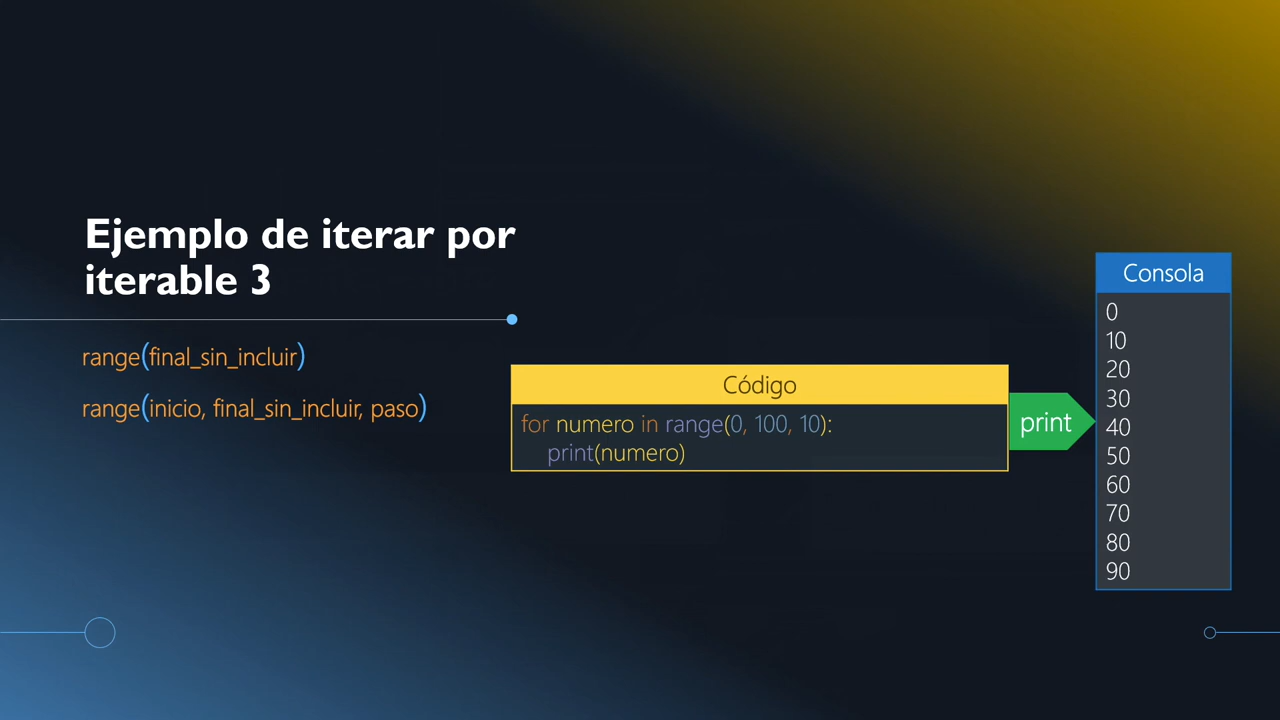 Ejemplo de iterar por
iterable 3
range(final_sin_incluir)
range(inicio, final_sin_incluir, paso)
Código
for numero in range(0, 100, 10):
print(numero)
print
Consola
0
10
20
30
40
50
60
70
80
90